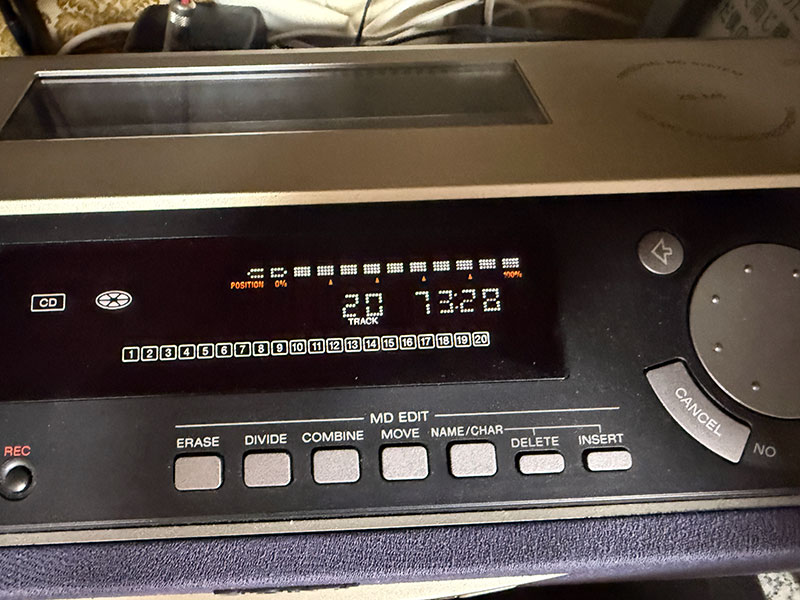 POSITION 0% 100%
CD
20 73:28
TRACK
1 2 3 4 5 6 7 8 9 10 11 12 13 14 15 16 17 18 19 20
MD EDIT
ERASE DIVIDE COMBINE MOVE NAME/CHAR DELETE INSERT
CANCEL
NO
REC